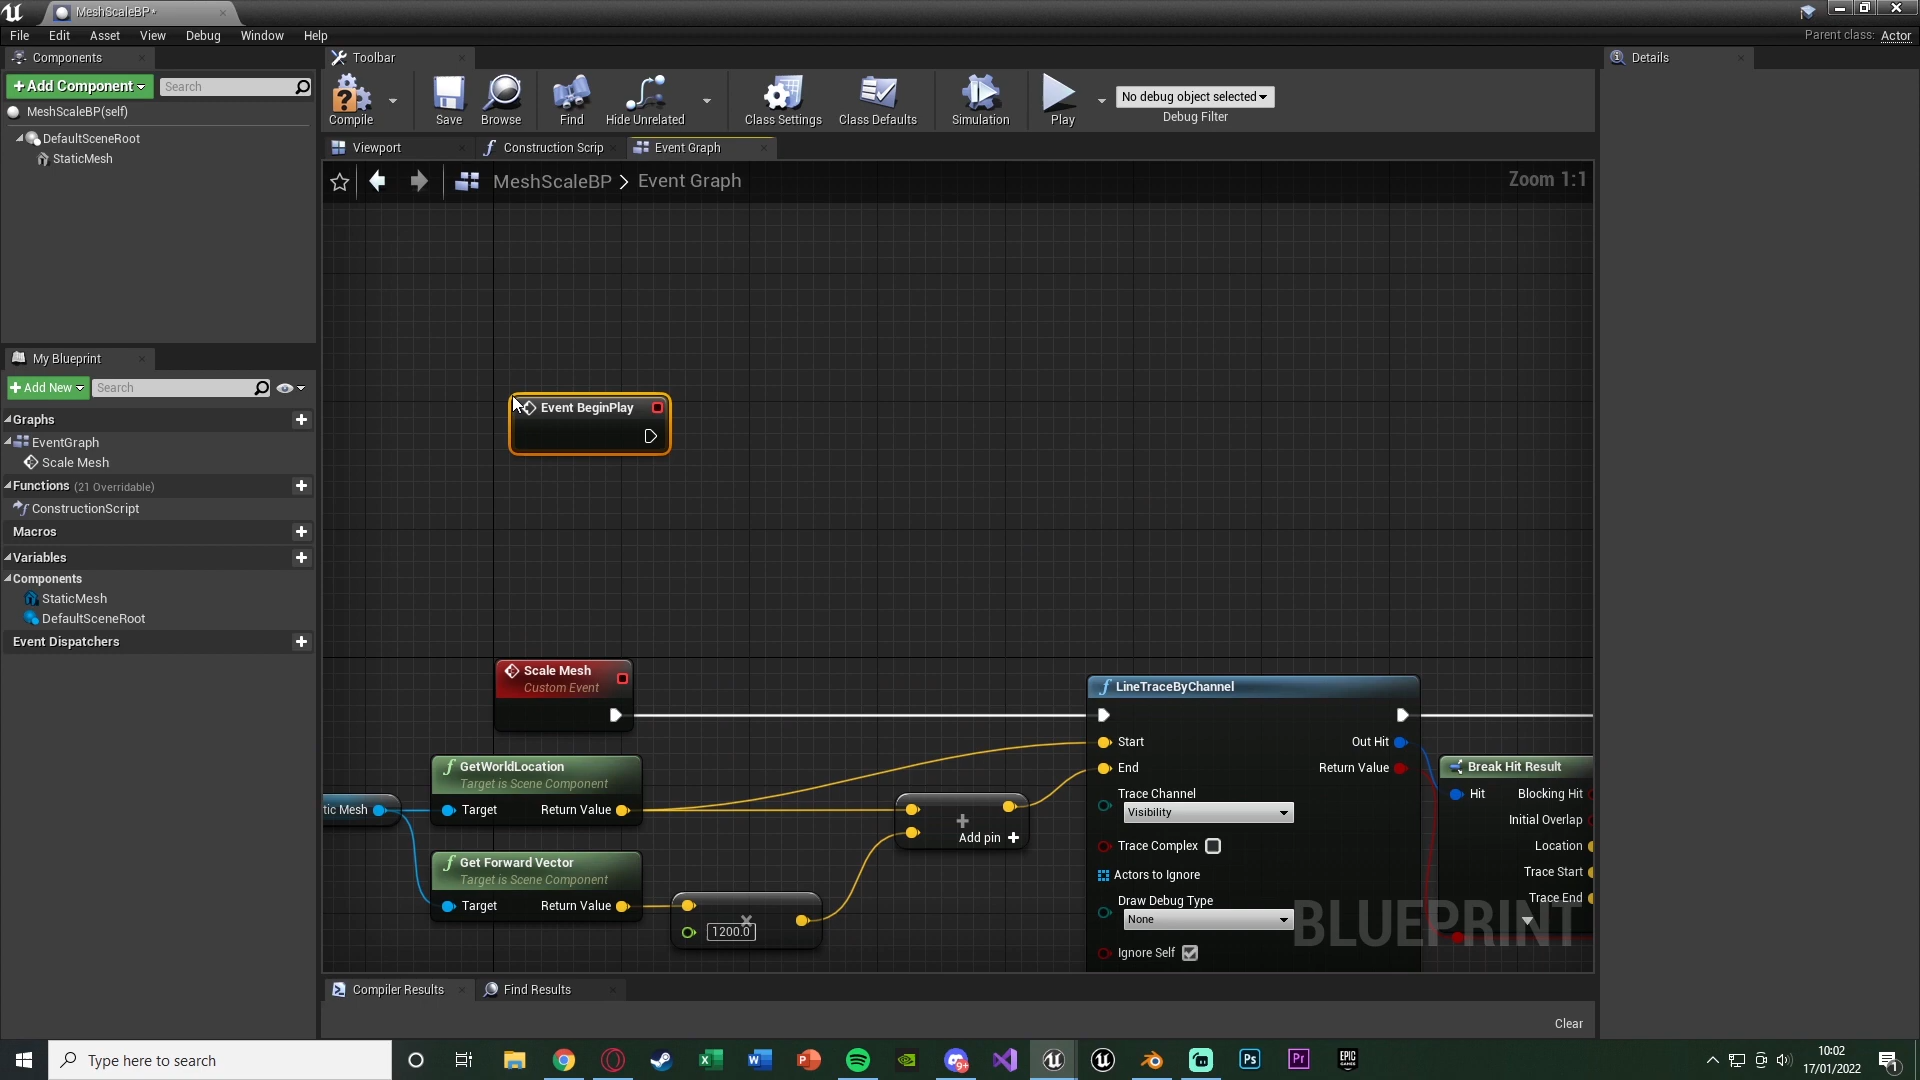 MeshScaleBP*
File Edit Asset View Debug Window Help
Parent class: Actor
Components
Toolbar
Details
Add Component
Search
MeshScaleBP(self)
DefaultSceneRoot
StaticMesh
Compile
Save
Browse
Find
Hide Unrelated
Class Settings
Class Defaults
Simulation
Play
No debug object selected
Debug Filter
Viewport
Construction Scrip
Event Graph
MeshScaleBP > Event Graph
Zoom 1:1
My Blueprint
Add New
Search
Graphs
EventGraph
Scale Mesh
Functions (21 Overridable)
ConstructionScript
Macros
Variables
Components
StaticMesh
DefaultSceneRoot
Event Dispatchers
Event BeginPlay
Scale Mesh
Custom Event
GetWorldLocation
Target is Scene Component
Target Return Value
tic Mesh
Get Forward Vector
Target is Scene Component
Target Return Value
1200.0
Add pin
LineTraceByChannel
Start Out Hit
End Return Value
Trace Channel
Visibility
Trace Complex
Actors to Ignore
Draw Debug Type
None
Ignore Self
Break Hit Result
Hit Blocking Hit
Initial Overlap
Location
Trace Start
Trace End
BLUEPRINT
Compiler Results
Find Results
Clear
Type here to search
10:02
17/01/2022